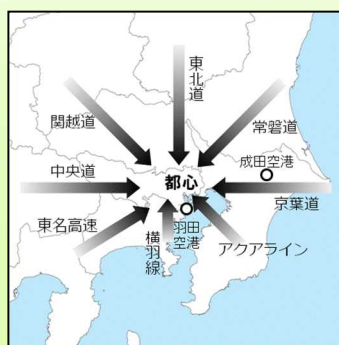 東北道
関越道
常磐道
成田空港
中央道
都心
京葉道
東名高速
羽田
空港
横羽線
アクアライン